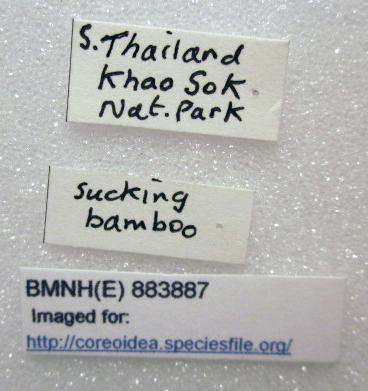 S. Thailand
Khao Sok
Nat. Park
sucking
bamboo
BMNH(E) 883887
Imaged for:
http://coreoidea.speciesfile.org/